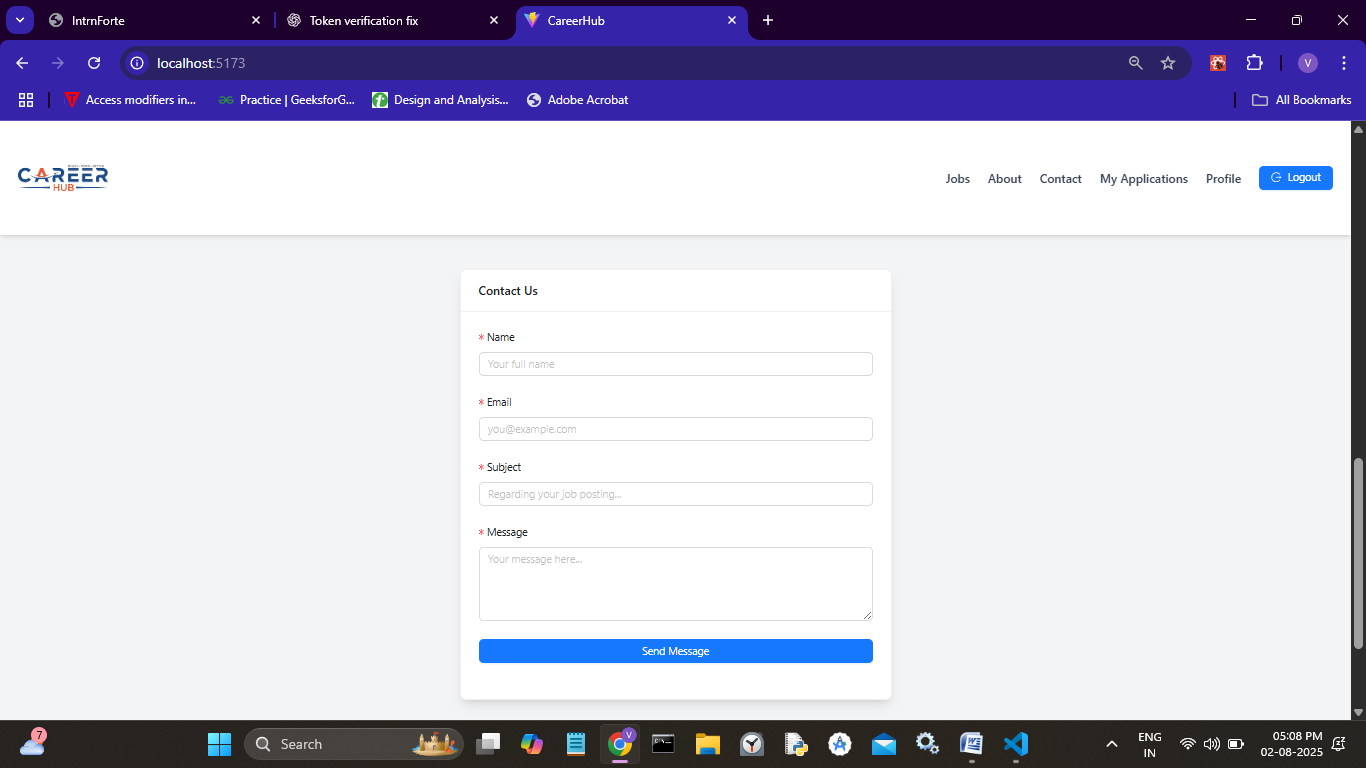 IntrnForte
Token verification fix
CareerHub
localhost:5173
V
Access modifiers in...
Practice | GeeksforG...
Design and Analysis...
Adobe Acrobat
All Bookmarks
CAREER
HUB
Jobs
About
Contact
My Applications
Profile
Logout
Contact Us
* Name
Your full name
* Email
you@example.com
* Subject
Regarding your job posting...
* Message
Your message here...
Send Message
7
Search
V
ENG
IN
05:08 PM
02-08-2025